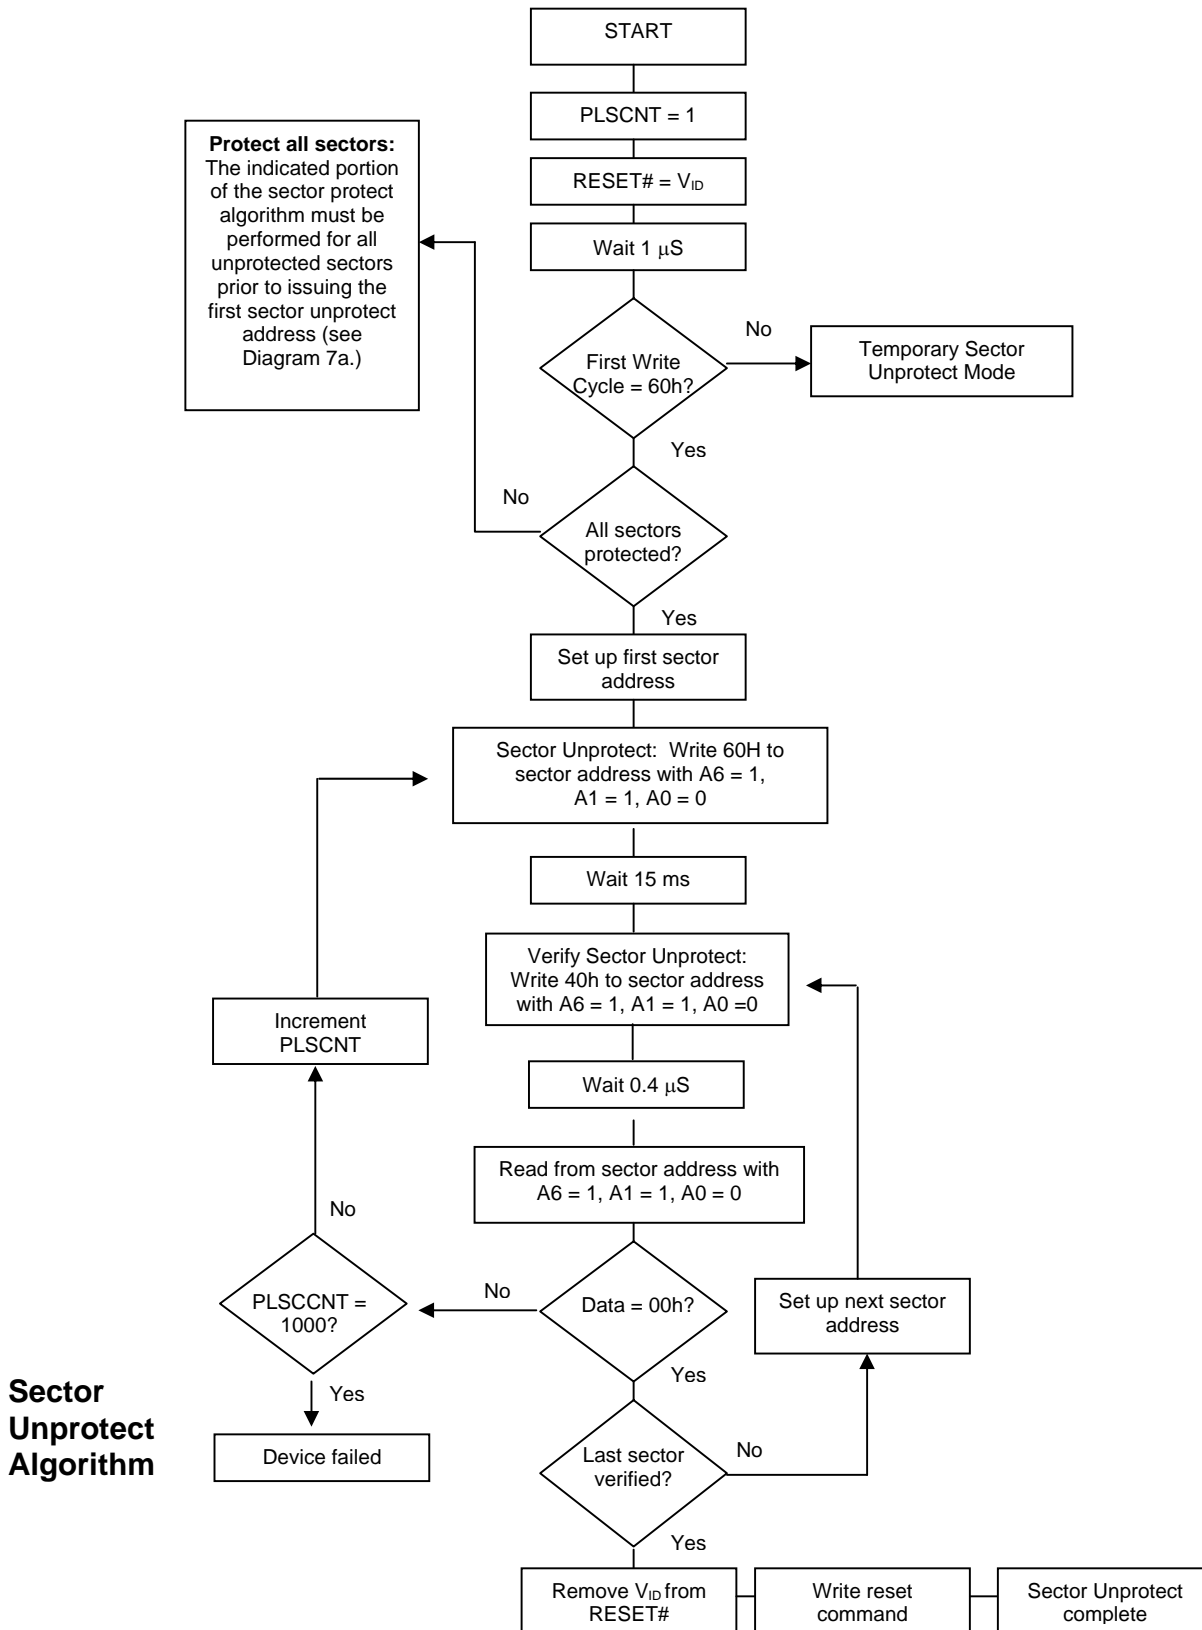 START
PLSCNT = 1
Protect all sectors:
The indicated portion
of the sector protect
algorithm must be
performed for all
unprotected sectors
prior to issuing the
first sector unprotect
address (see
Diagram 7a.)
RESET# = VID
Wait 1 μS
First Write
Cycle = 60h?
No
Temporary Sector
Unprotect Mode
Yes
No
All sectors
protected?
Yes
Set up first sector
address
Sector Unprotect: Write 60H to
sector address with A6 = 1,
A1 = 1, A0 = 0
Wait 15 ms
Verify Sector Unprotect:
Write 40h to sector address
with A6 = 1, A1 = 1, A0 =0
Increment
PLSCNT
Wait 0.4 μS
Read from sector address with
A6 = 1, A1 = 1, A0 = 0
No
PLSCCNT =
1000?
No
Data = 00h?
Set up next sector
address
Yes
Yes
Sector
Unprotect
Algorithm
Device failed
Last sector
verified?
No
Yes
Remove VID from
RESET#
Write reset
command
Sector Unprotect
complete